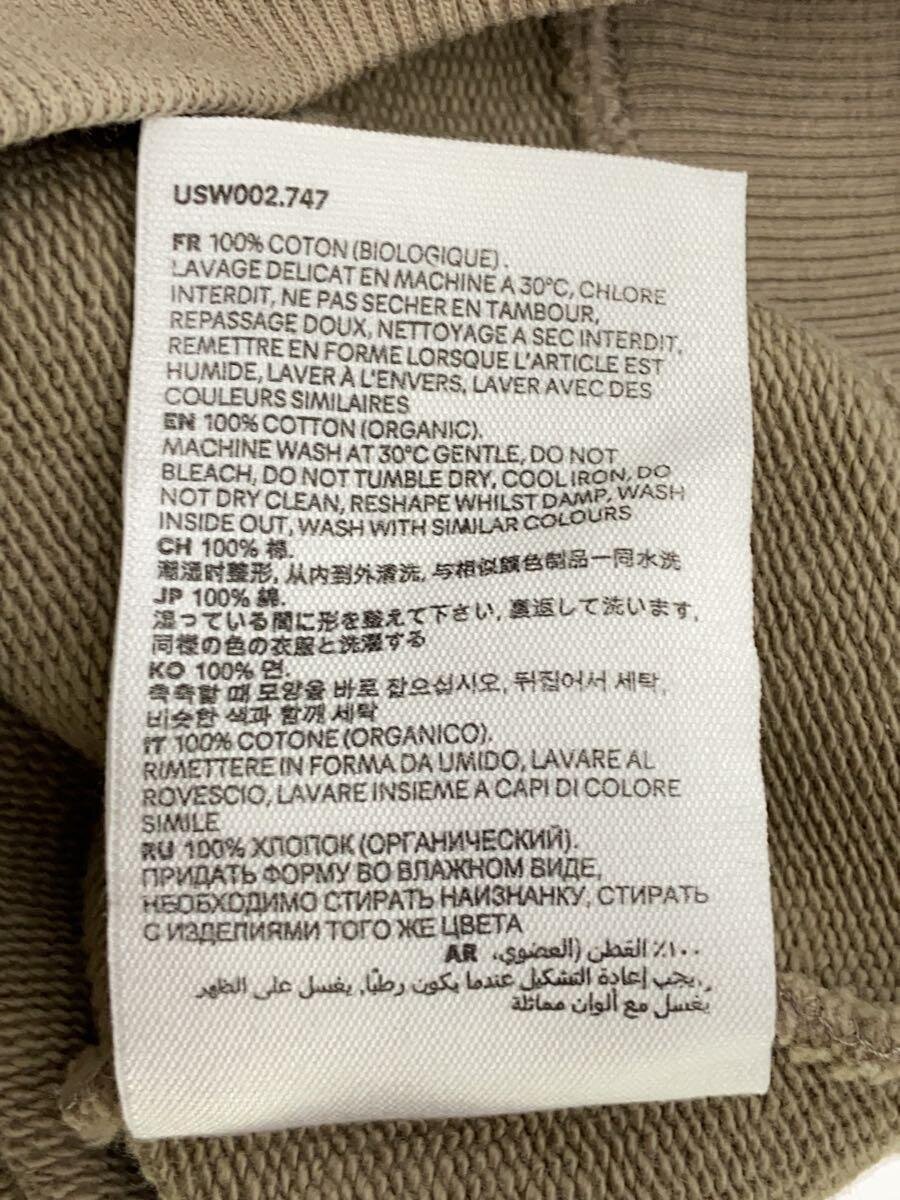 USW002.747
FR 100% COTON (BIOLOGIQUE).
LAVAGE DELICAT EN MACHINE A 30°C, CHLORE
INTERDIT, NE PAS SECHER EN TAMBOUR,
REPASSAGE DOUX, NETTOYAGE A SEC INTERDIT,
REMETTRE EN FORME LORSQUE L'ARTICLE EST
HUMIDE, LAVER À L'ENVERS, LAVER AVEC DES
COULEURS SIMILAIRES
EN 100% COTTON (ORGANIC).
MACHINE WASH AT 30°C GENTLE, DO NOT
BLEACH, DO NOT TUMBLE DRY, COOL IRON, DO
NOT DRY CLEAN, RESHAPE WHILST DAMP, WASH
INSIDE OUT, WASH WITH SIMILAR COLOURS
CH 100% 棉.
潮湿时整形, 从内到外清洗, 与相似颜色制品一同水洗
JP 100% 綿.
湿っている間に形を整えて下さい, 裏返して洗います,
同様の色の衣服と洗濯する
KO 100% 면.
축축할 때 모양을 바로 잡으십시오, 뒤집어서 세탁,
비슷한 색과 함께 세탁
IT 100% COTONE (ORGANICO).
RIMETTERE IN FORMA DA UMIDO, LAVARE AL
ROVESCIO, LAVARE INSIEME A CAPI DI COLORE
SIMILE
RU 100% ХЛОПОК (ОРГАНИЧЕСКИЙ).
ПРИДАТЬ ФОРМУ ВО ВЛАЖНОМ ВИДЕ,
НЕОБХОДИМО СТИРАТЬ НАИЗНАНКУ, СТИРАТЬ
С ИЗДЕЛИЯМИ ТОГО ЖЕ ЦВЕТА
١٠٠٪ القطن (العضوي، AR
يجب إعادة التشكيل عندما يكون رطبًا, يغسل على الظهر,
يغسل مع ألوان مماثلة